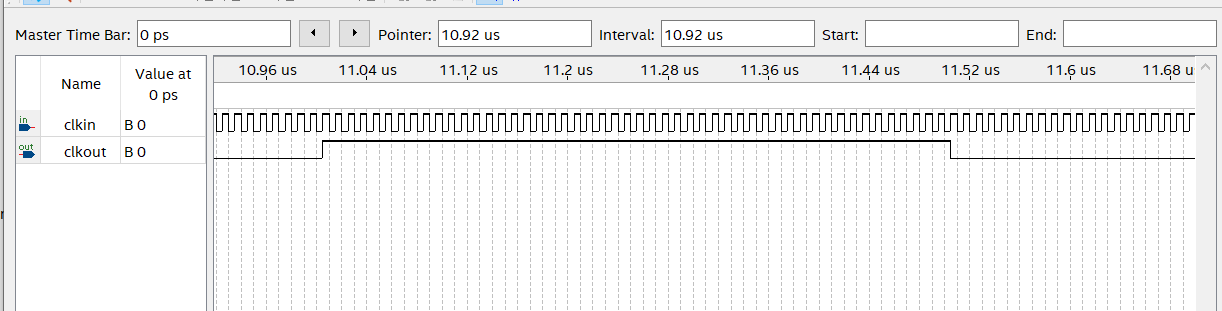 Master Time Bar: 0 ps Pointer: 10.92 us Interval: 10.92 us Start: End:
Name Value at 0 ps 10.96 us 11.04 us 11.12 us 11.2 us 11.28 us 11.36 us 11.44 us 11.52 us 11.6 us 11.68 u
in clkin B 0
out clkout B 0